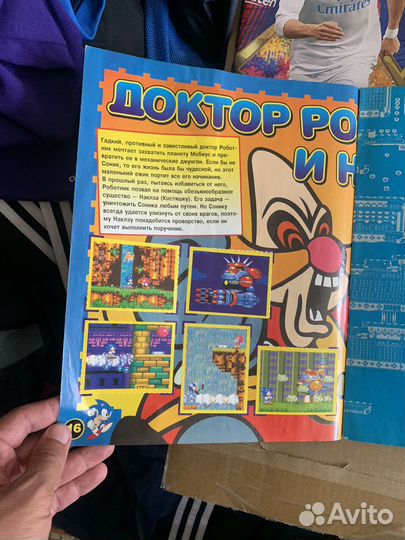 Emirates
ДОКТОР РО
И Н
Гадкий, противный и завистливый доктор Робот-
ник мечтает захватить планету Мобиус и пре-
вратить ее в механические джунгли. Если бы не
Соник, то его жизнь была бы чудесной, но этот
маленький ежик портит все его начинания.
В прошлый раз, пытаясь избавиться от него,
Роботник позвал на помощь обезьянообразное
существо — Наклза (Костяшку). Его задача —
уничтожить Соника любым путем. Но Сонику
всегда удается улизнуть от своих врагов, поэто-
му Наклзу понадобится проворство, если он
хочет выполнить поручение.
16
Avito